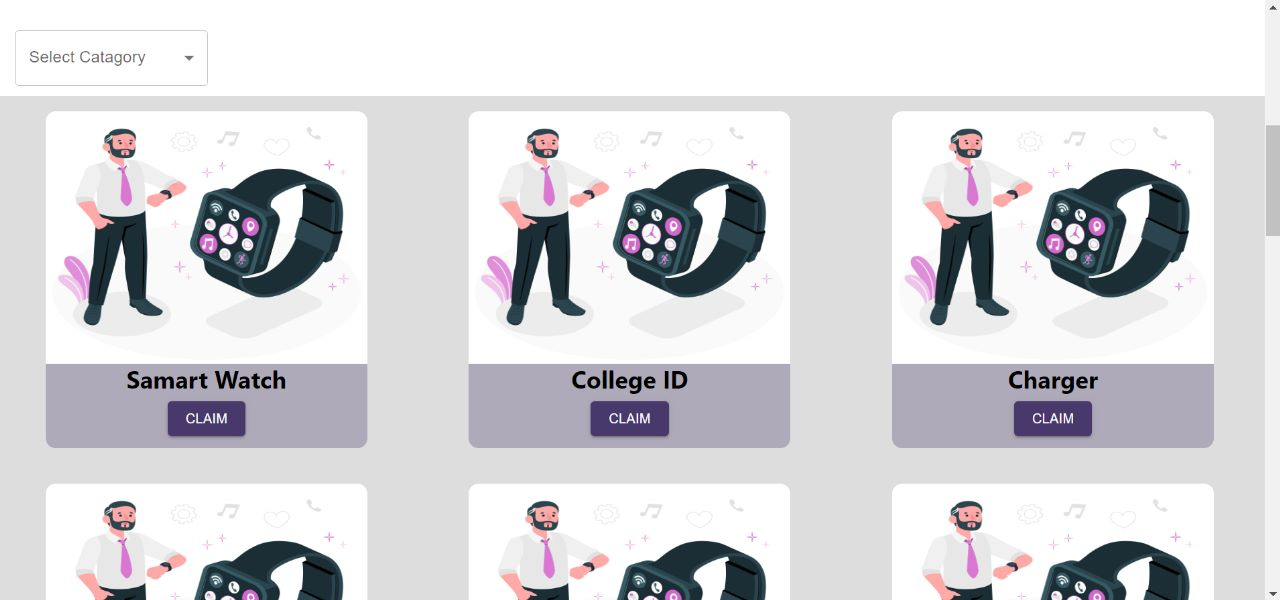 Select Catagory
Samart Watch
CLAIM
College ID
CLAIM
Charger
CLAIM